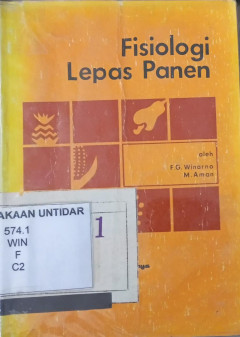 Fisiologi
Lepas Panen
oleh
F.G. Winarno
M. Aman
AKAAN UNTIDAR
574.1
WIN
F
C2
1